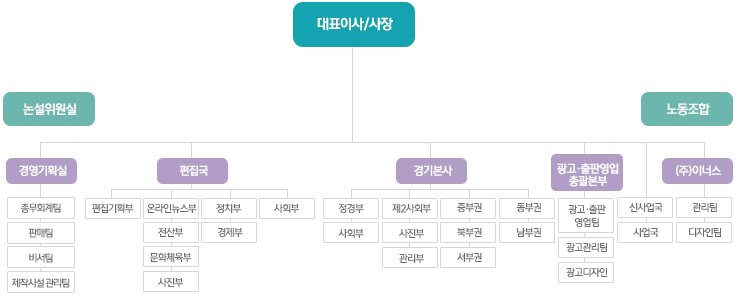 대표이사/사장
논설위원실
노동조합
경영기획실
편집국
경기본사
광고·출판영업
총괄본부
(주)이너스
총무회계팀
판매팀
비서팀
제작시설 관리팀
편집기획부
온라인뉴스부
전산부
문화체육부
사진부
정치부
경제부
사회부
정경부
사회부
제2사회부
사진부
관리부
중부권
북부권
서부권
동부권
남부권
광고·출판
영업팀
광고관리팀
광고디자인
신사업국
사업국
관리팀
디자인팀